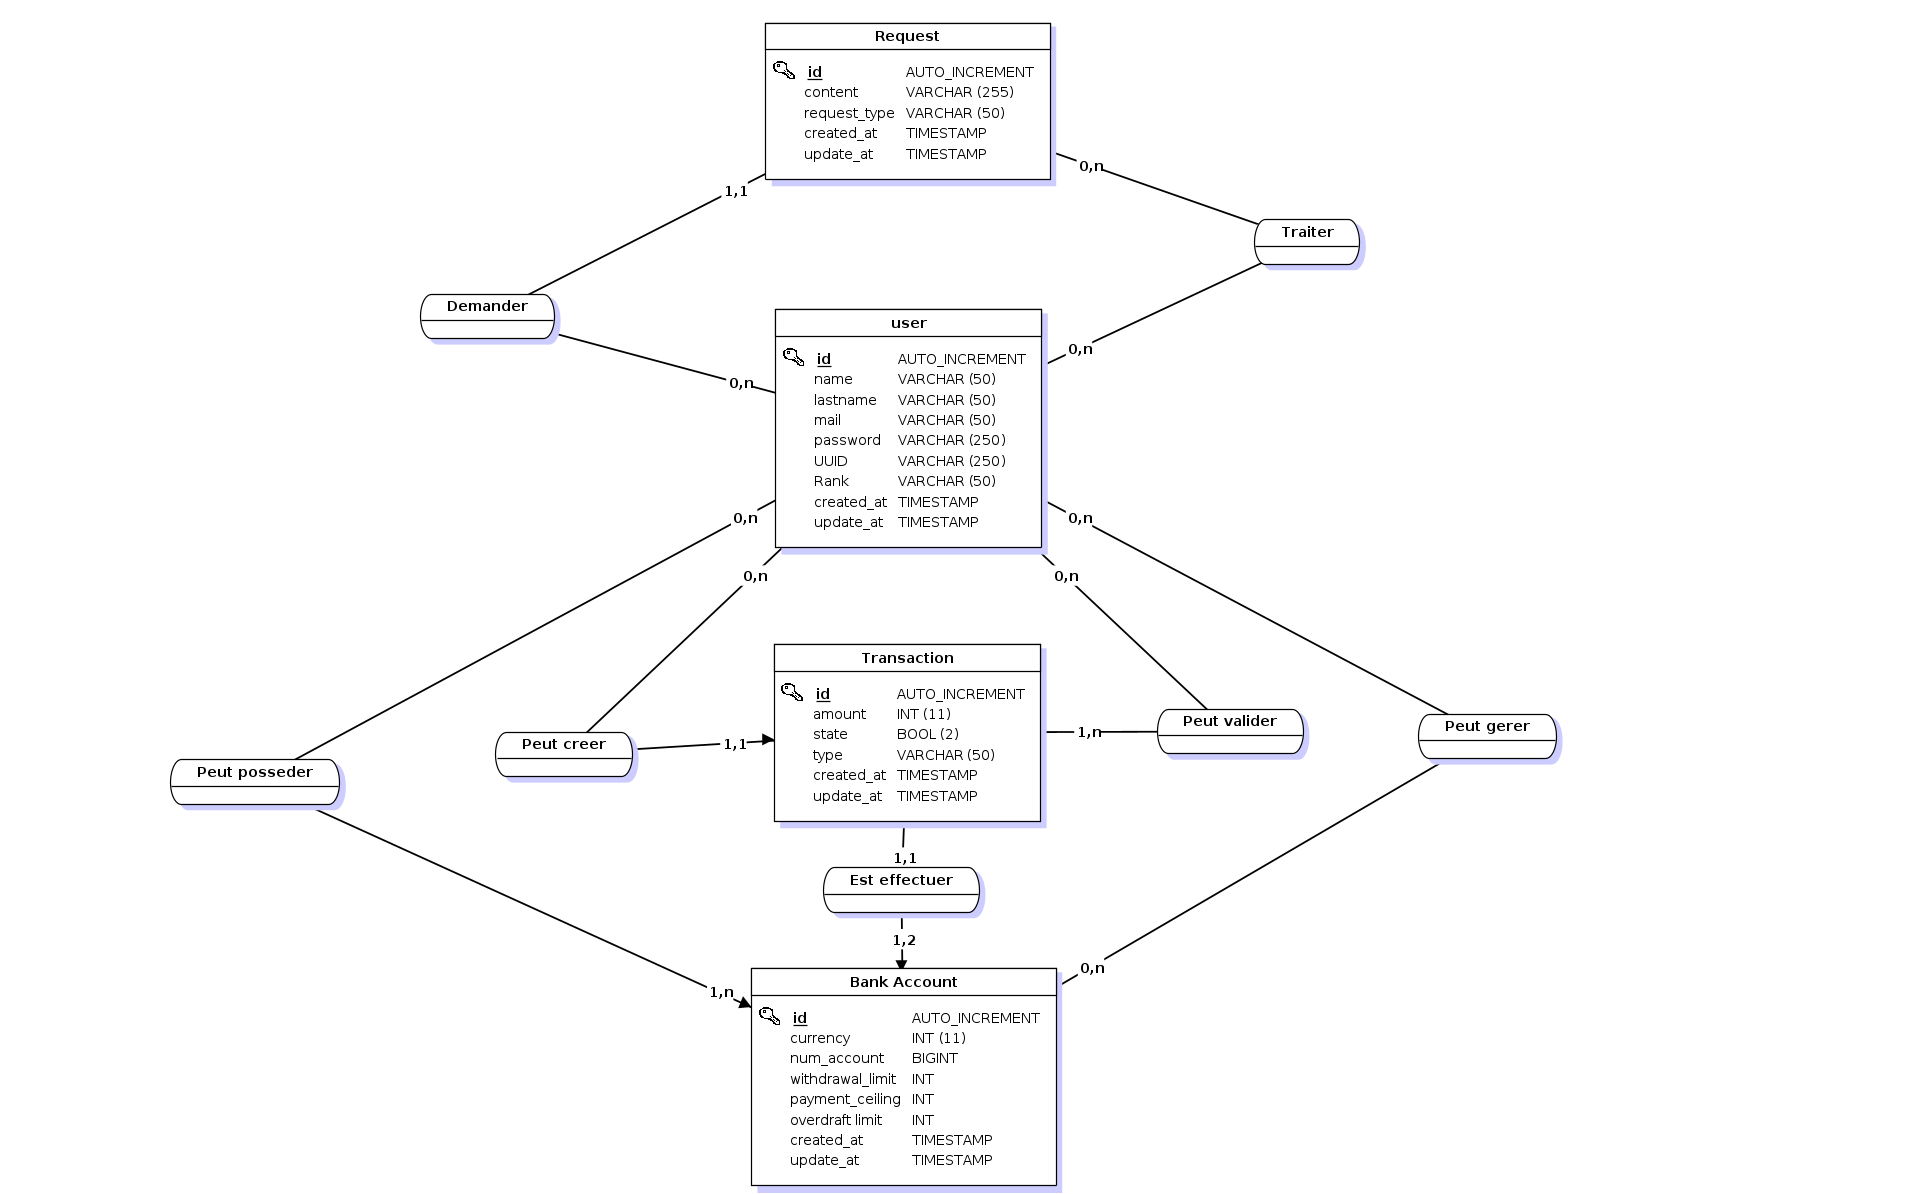 Request
id AUTO_INCREMENT
content VARCHAR (255)
request_type VARCHAR (50)
created_at TIMESTAMP
update_at TIMESTAMP
0,n
1,1
Traiter
Demander
user
id AUTO_INCREMENT
name VARCHAR (50)
lastname VARCHAR (50)
mail VARCHAR (50)
password VARCHAR (250)
UUID VARCHAR (250)
Rank VARCHAR (50)
created_at TIMESTAMP
update_at TIMESTAMP
0,n
0,n
0,n
0,n
0,n
0,n
Transaction
id AUTO_INCREMENT
amount INT (11)
state BOOL (2)
type VARCHAR (50)
created_at TIMESTAMP
update_at TIMESTAMP
Peut valider
Peut gerer
1,n
Peut creer
1,1
Peut posseder
1,1
Est effectuer
1,2
0,n
1,n
Bank Account
id AUTO_INCREMENT
currency INT (11)
num_account BIGINT
withdrawal_limit INT
payment_ceiling INT
overdraft limit INT
created_at TIMESTAMP
update_at TIMESTAMP